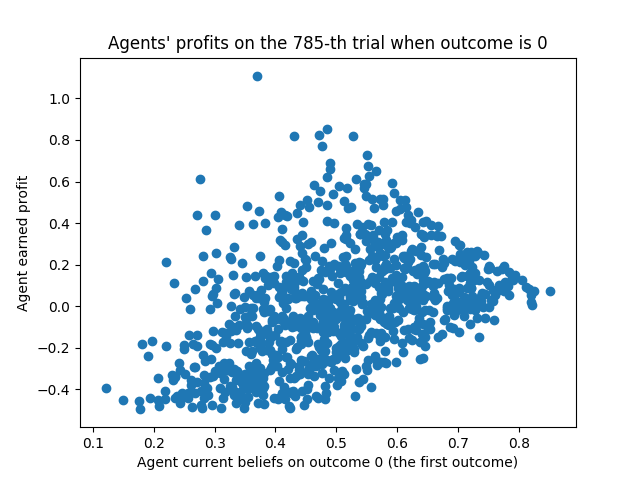 Agents' profits on the 785-th trial when outcome is 0
1.0
0.8
0.6
0.4
0.2
0.0
−0.2
−0.4
Agent earned profit
0.1 0.2 0.3 0.4 0.5 0.6 0.7 0.8
Agent current beliefs on outcome 0 (the first outcome)